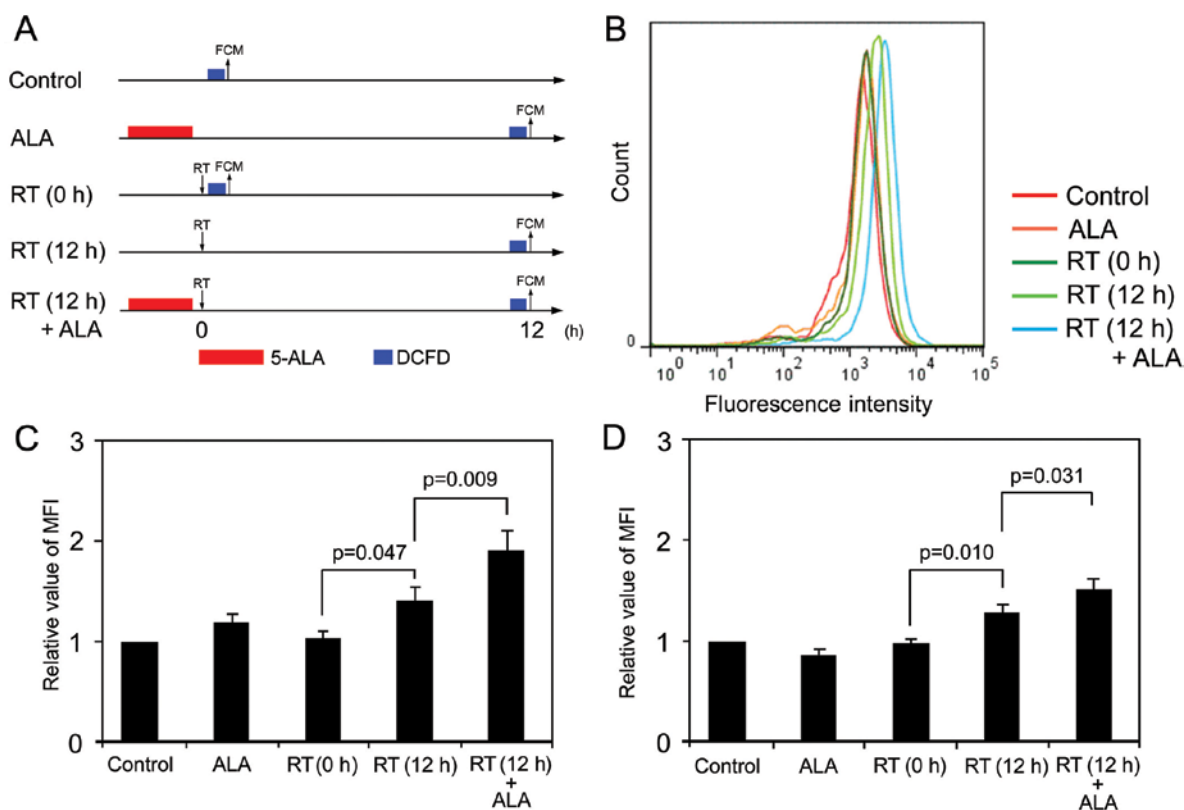 A
Control
FCM
ALA
FCM
RT (0 h)
RT
FCM
RT (12 h)
RT
FCM
RT (12 h)
+ ALA
RT
FCM
0
12
(h)
5-ALA
DCFD
B
Count
0
10^0
10^1
10^2
10^3
10^4
10^5
Fluorescence intensity
Control
ALA
RT (0 h)
RT (12 h)
RT (12 h)
+ ALA
C
Relative value of MFI
3
2
1
0
p=0.047
p=0.009
Control
ALA
RT (0 h)
RT (12 h)
RT (12 h)
+
ALA
D
Relative value of MFI
3
2
1
0
p=0.010
p=0.031
Control
ALA
RT (0 h)
RT (12 h)
RT (12 h)
+
ALA